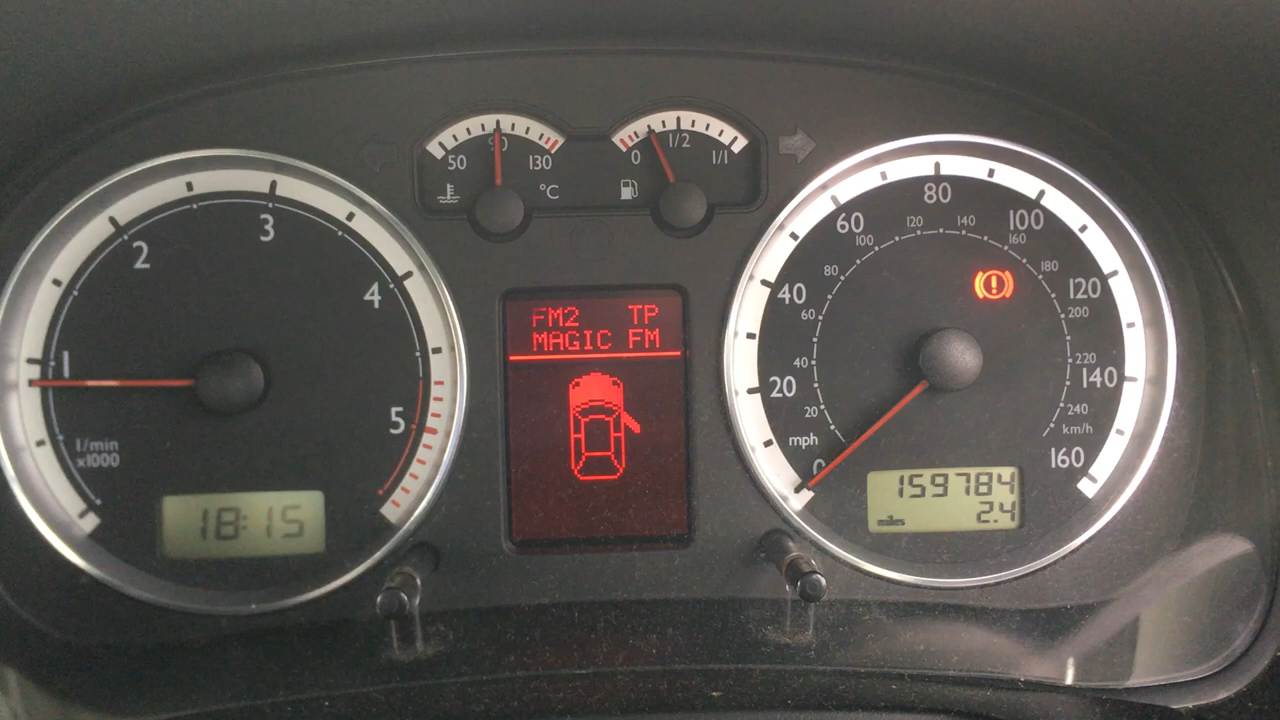 50 90 130 °C
0 1/2 1/1
1 2 3 4 5
1/min
x1000
18:15
FM2 TP
MAGIC FM
0 20 40 60 80 100 120 140 160
mph
20 40 60 80 100 120 140 160 180 200 220 240
km/h
159784
miles 2.4